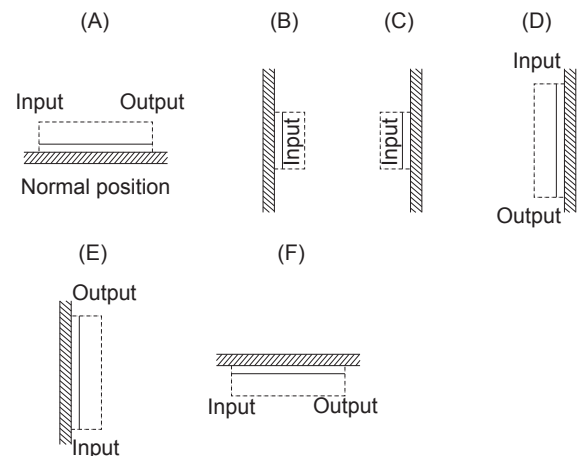 (A)
(B)
(C)
(D)
Input
Output
Normal position
Input
Input
Input
Output
(E)
(F)
Output
Input
Input
Output